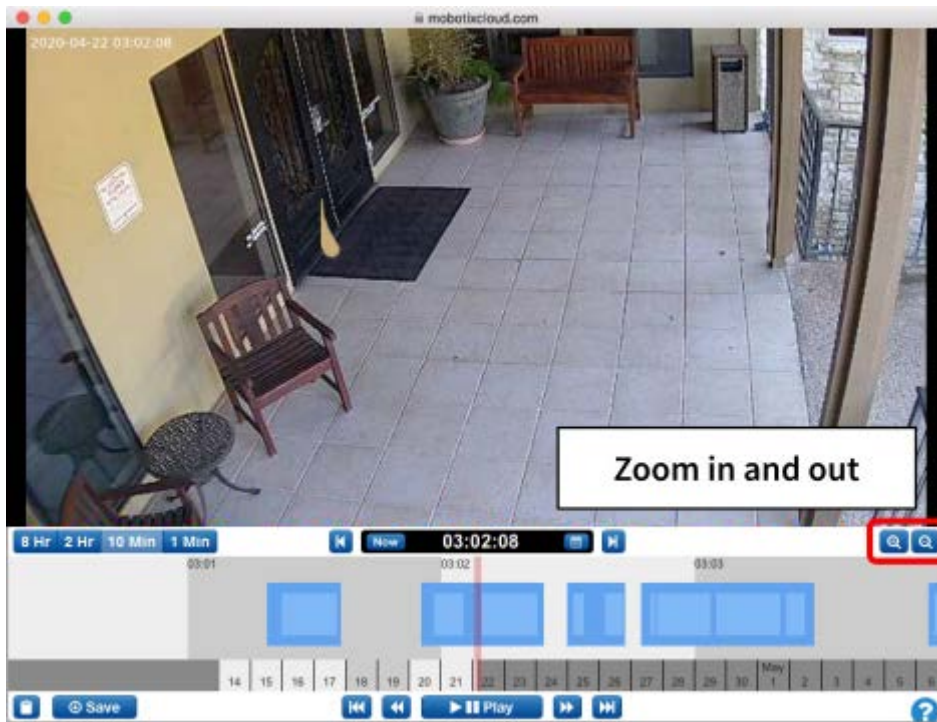 mobotixcloud.com
2020-04-22 03:02:08
Zoom in and out
8 Hr 2 Hr 10 Min 1 Min Now 03:02:08
03:01 03:02 03:03
May
14 15 16 17 18 19 20 21 22 23 24 25 26 27 28 29 30 1 2 3 4 5 6
Save Play ?